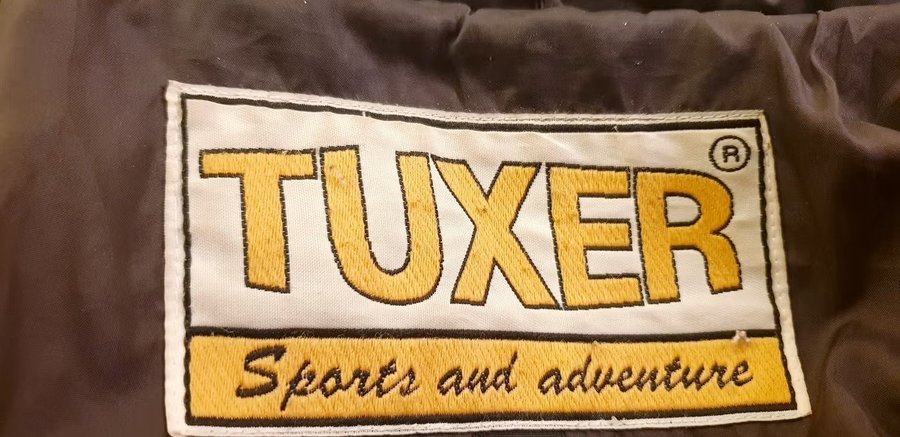 TUXER ®
Sports and adventure